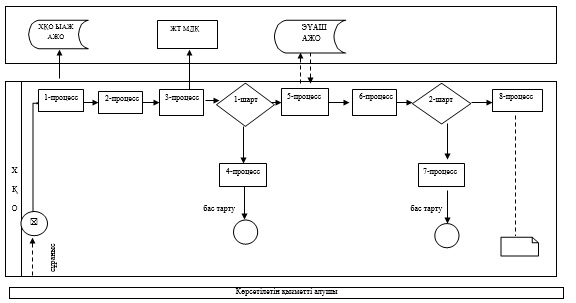 ХҚО ЫАЖ
АЖО
ЖТ МДҚ
ЭҮАШ
АЖО
1-процесс
2-процесс
3-процесс
1-шарт
5-процесс
6-процесс
2-шарт
8-процесс
4-процесс
7-процесс
Х
Қ
О
бас тарту
бас тарту
сұраныс
Көрсетілетін қызметті алушы